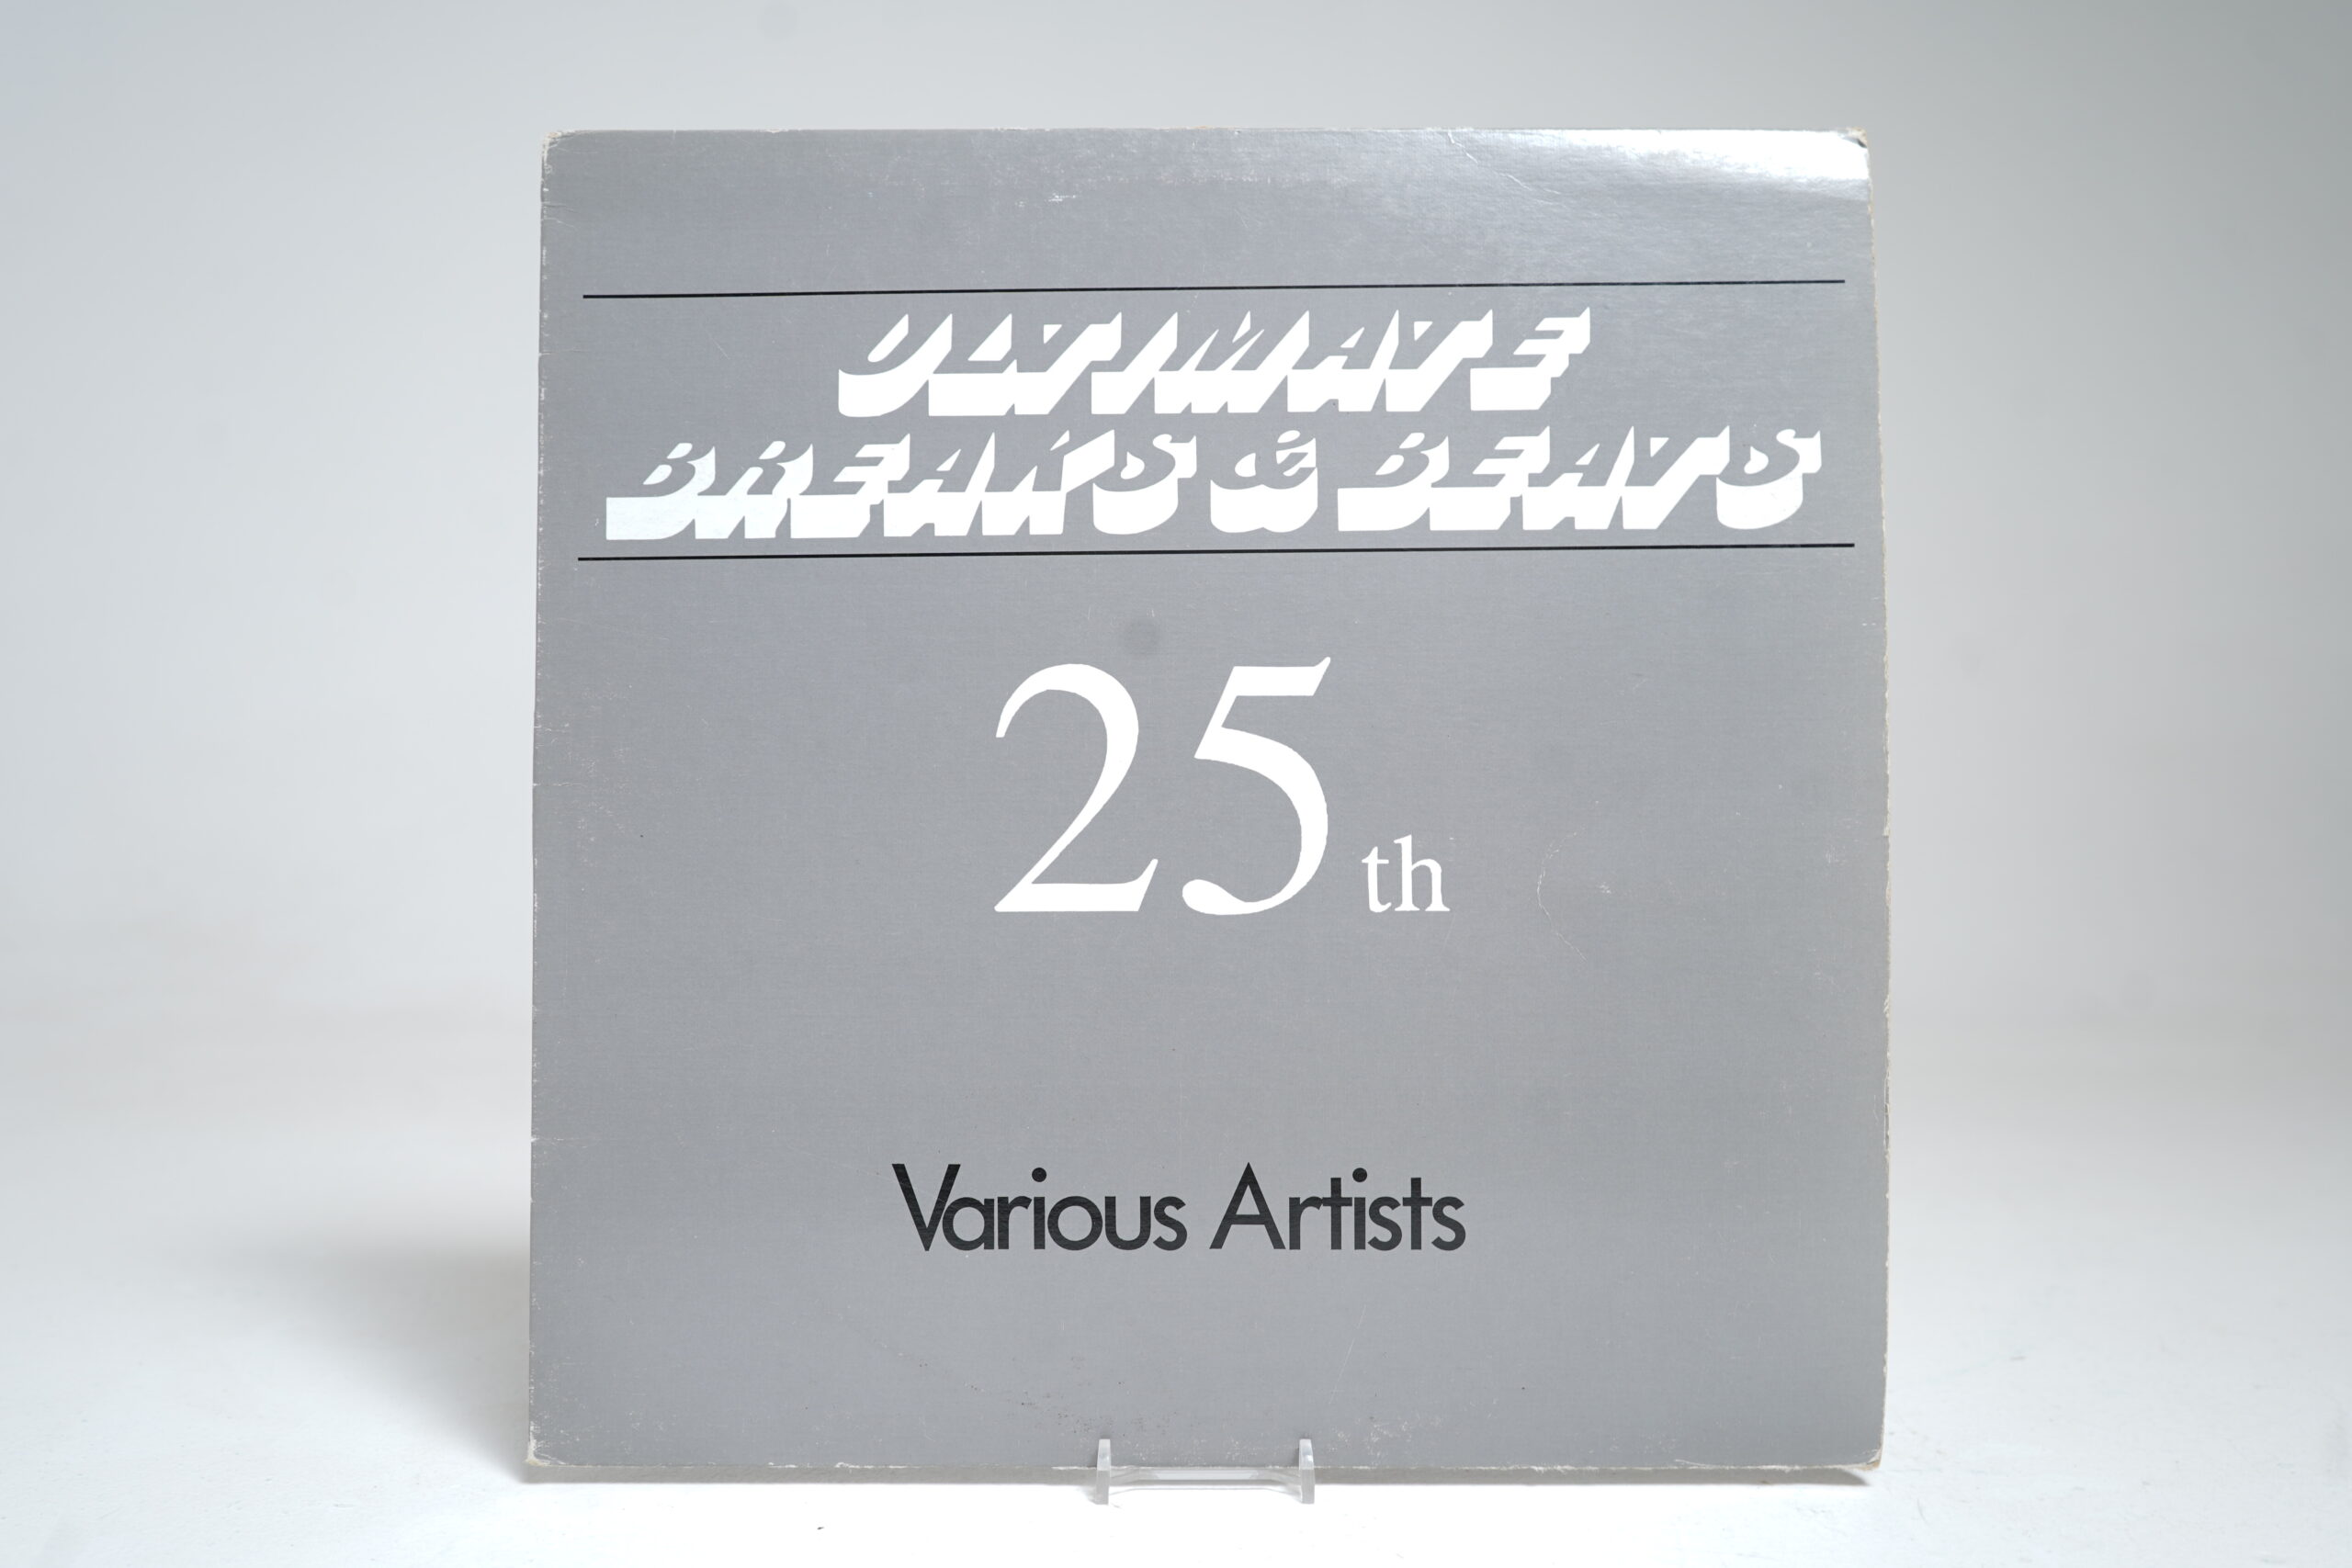 ULTIMATE
BREAKS & BEATS
25th
Various Artists